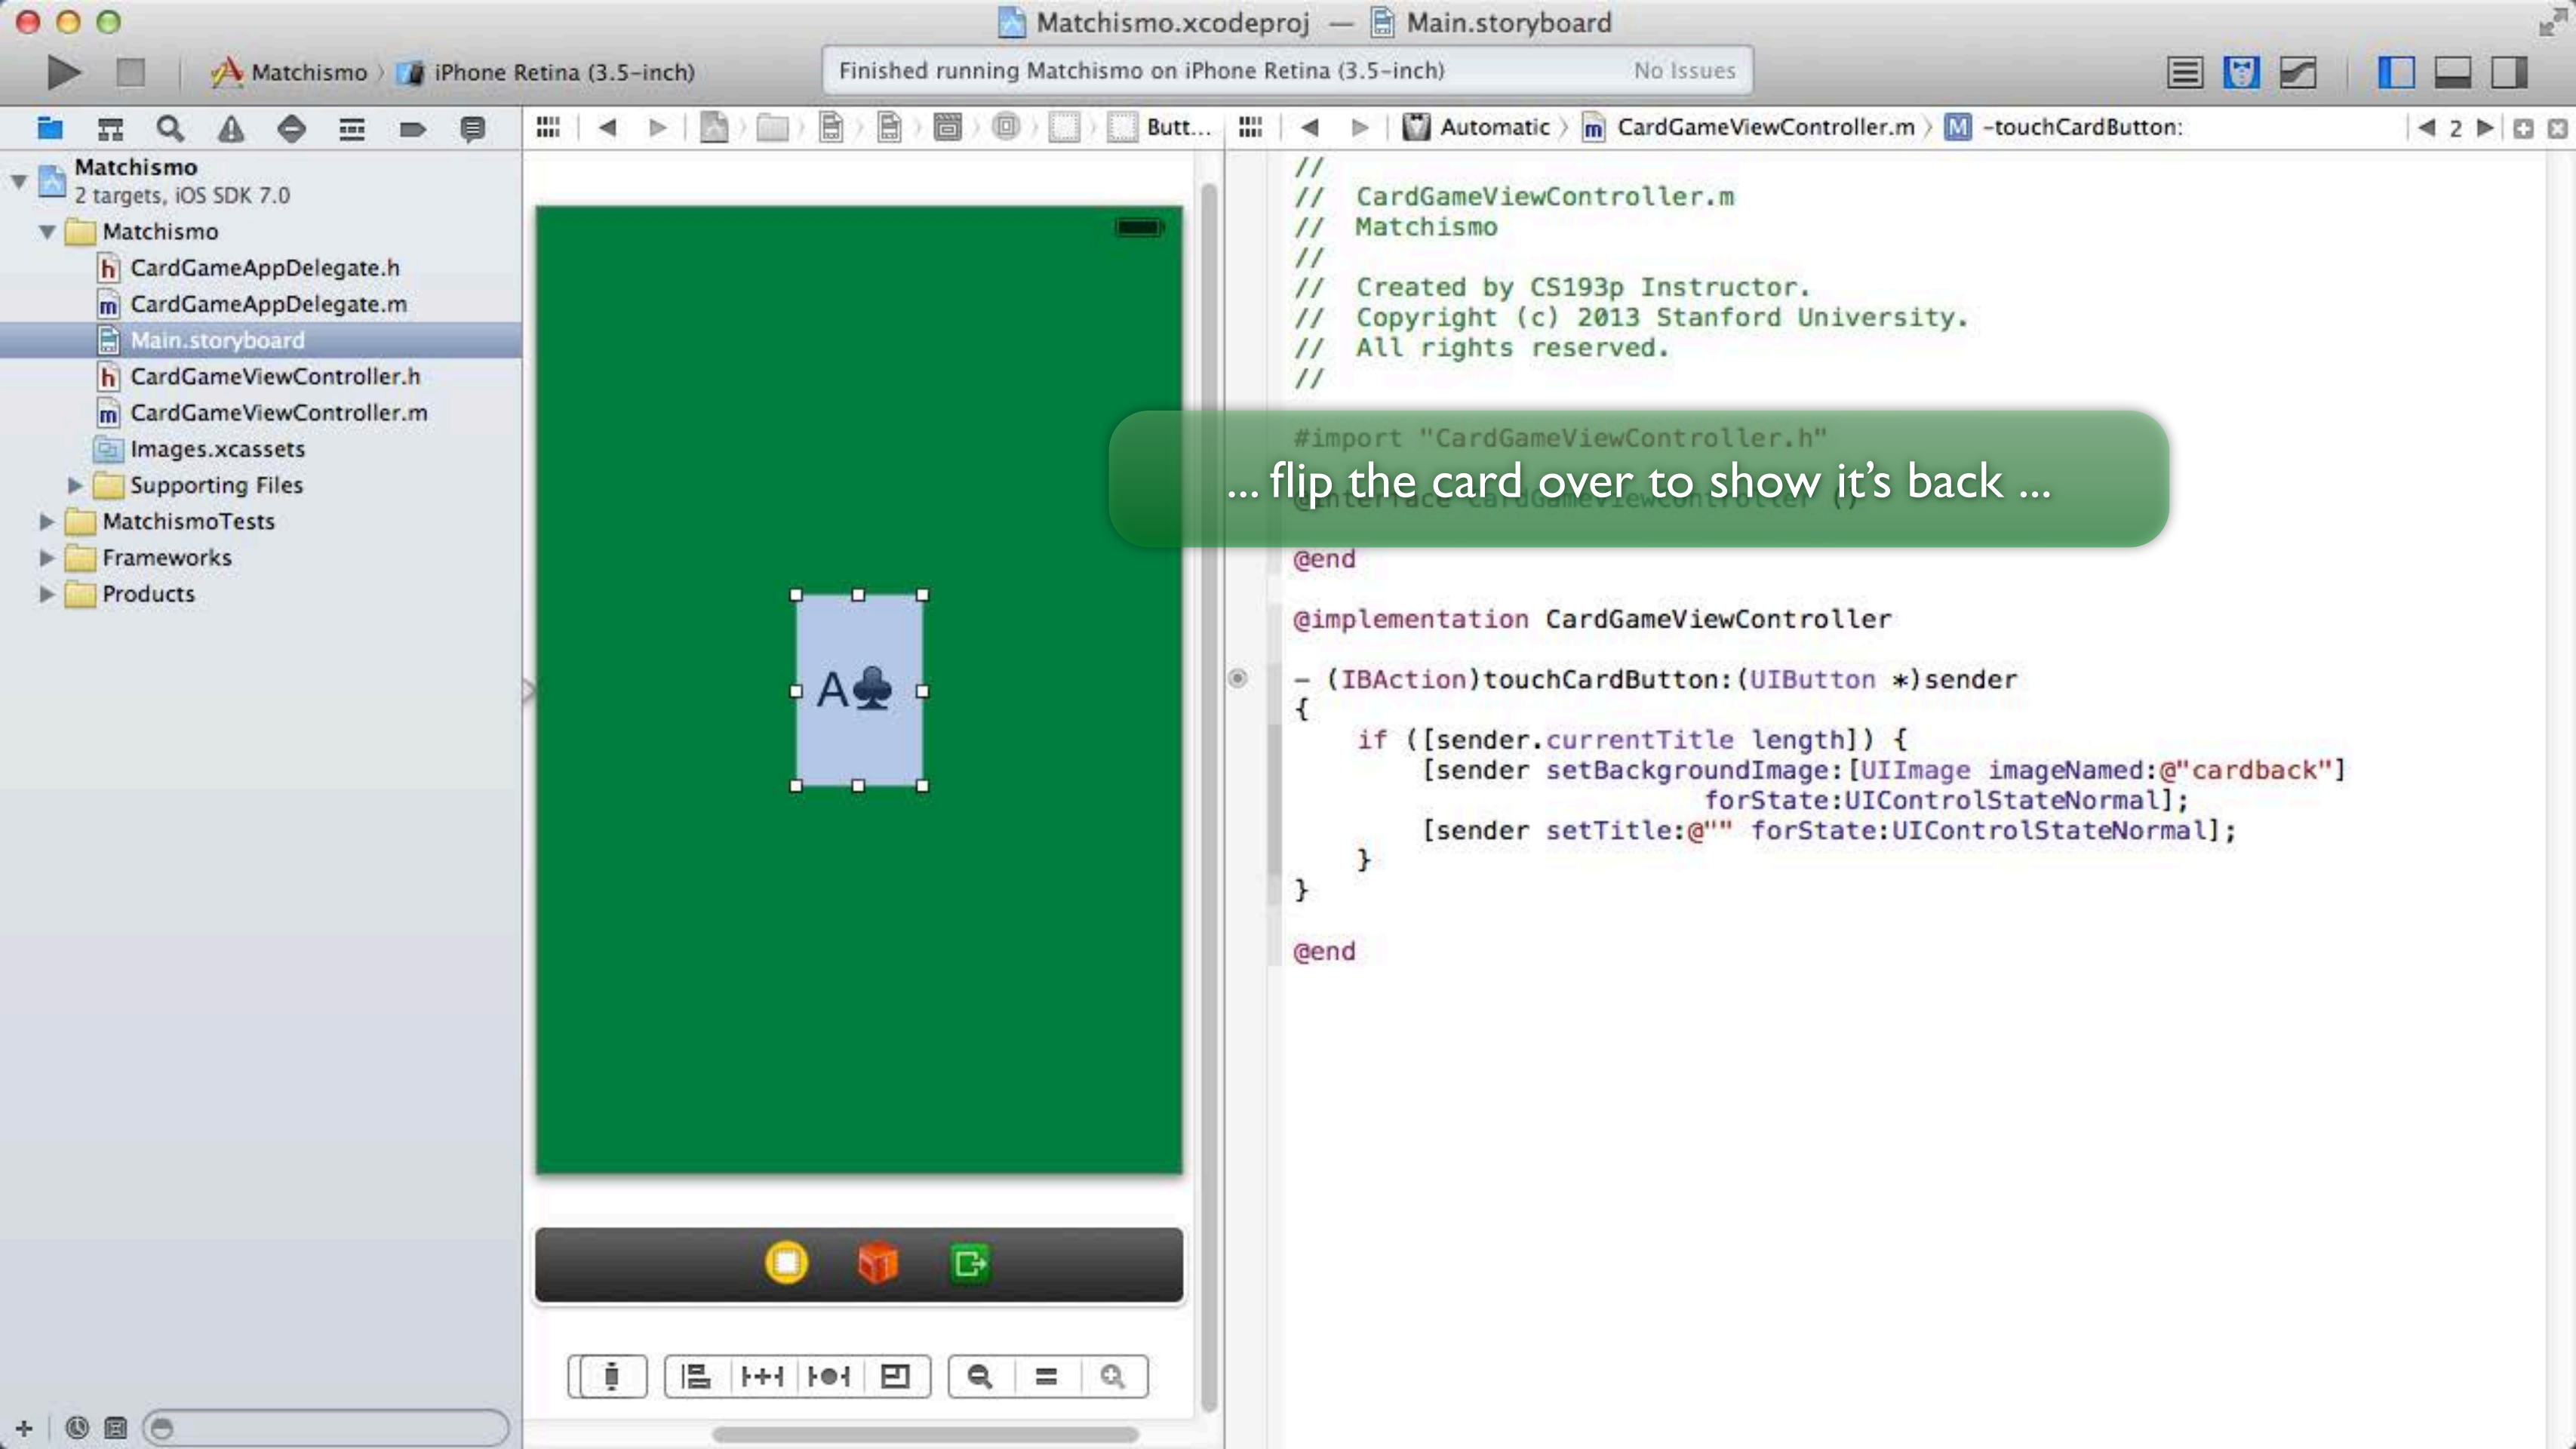 Matchismo.xcodeproj — Main.storyboard
Matchismo › iPhone Retina (3.5-inch)
Finished running Matchismo on iPhone Retina (3.5-inch)
No Issues
Butt...
Automatic › CardGameViewController.m › M -touchCardButton:
2
Matchismo
2 targets, iOS SDK 7.0
Matchismo
h CardGameAppDelegate.h
m CardGameAppDelegate.m
Main.storyboard
h CardGameViewController.h
m CardGameViewController.m
Images.xcassets
Supporting Files
MatchismoTests
Frameworks
Products
A♣
//
// CardGameViewController.m
// Matchismo
//
// Created by CS193p Instructor.
// Copyright (c) 2013 Stanford University.
// All rights reserved.
//
#import "CardGameViewController.h"
... flip the card over to show it’s back ...
@interface CardGameViewController ()
@end
@implementation CardGameViewController
- (IBAction)touchCardButton:(UIButton *)sender
{
if ([sender.currentTitle length]) {
[sender setBackgroundImage:[UIImage imageNamed:@"cardback"]
forState:UIControlStateNormal];
[sender setTitle:@"" forState:UIControlStateNormal];
}
}
@end